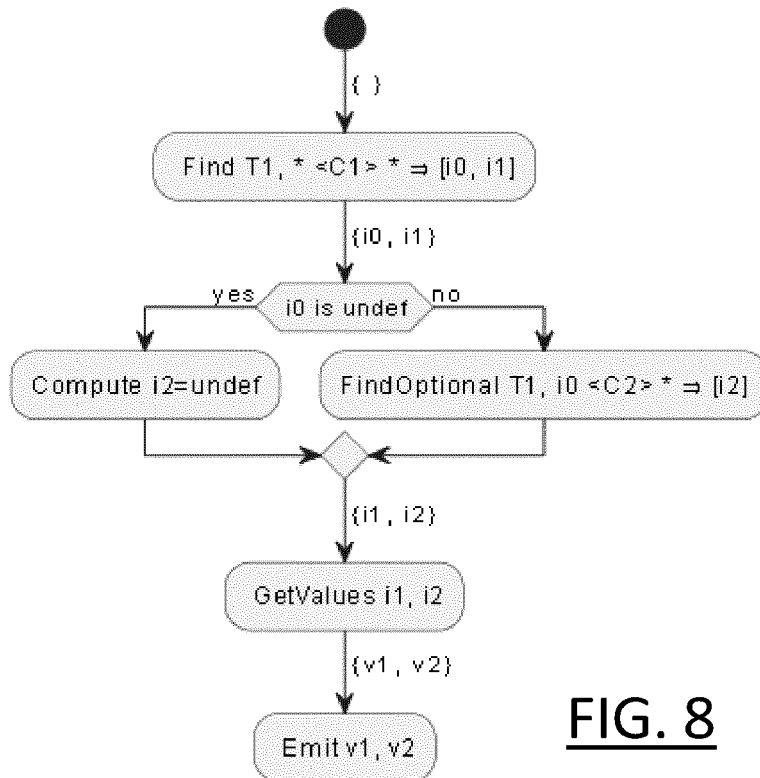 { }
Find T1, * <C1> * ⇒ [i0, i1]
{i0, i1}
yes
i0 is undef
no
Compute i2=undef
FindOptional T1, i0 <C2> * ⇒ [i2]
{i1, i2}
GetValues i1, i2
{v1, v2}
Emit v1, v2
FIG. 8